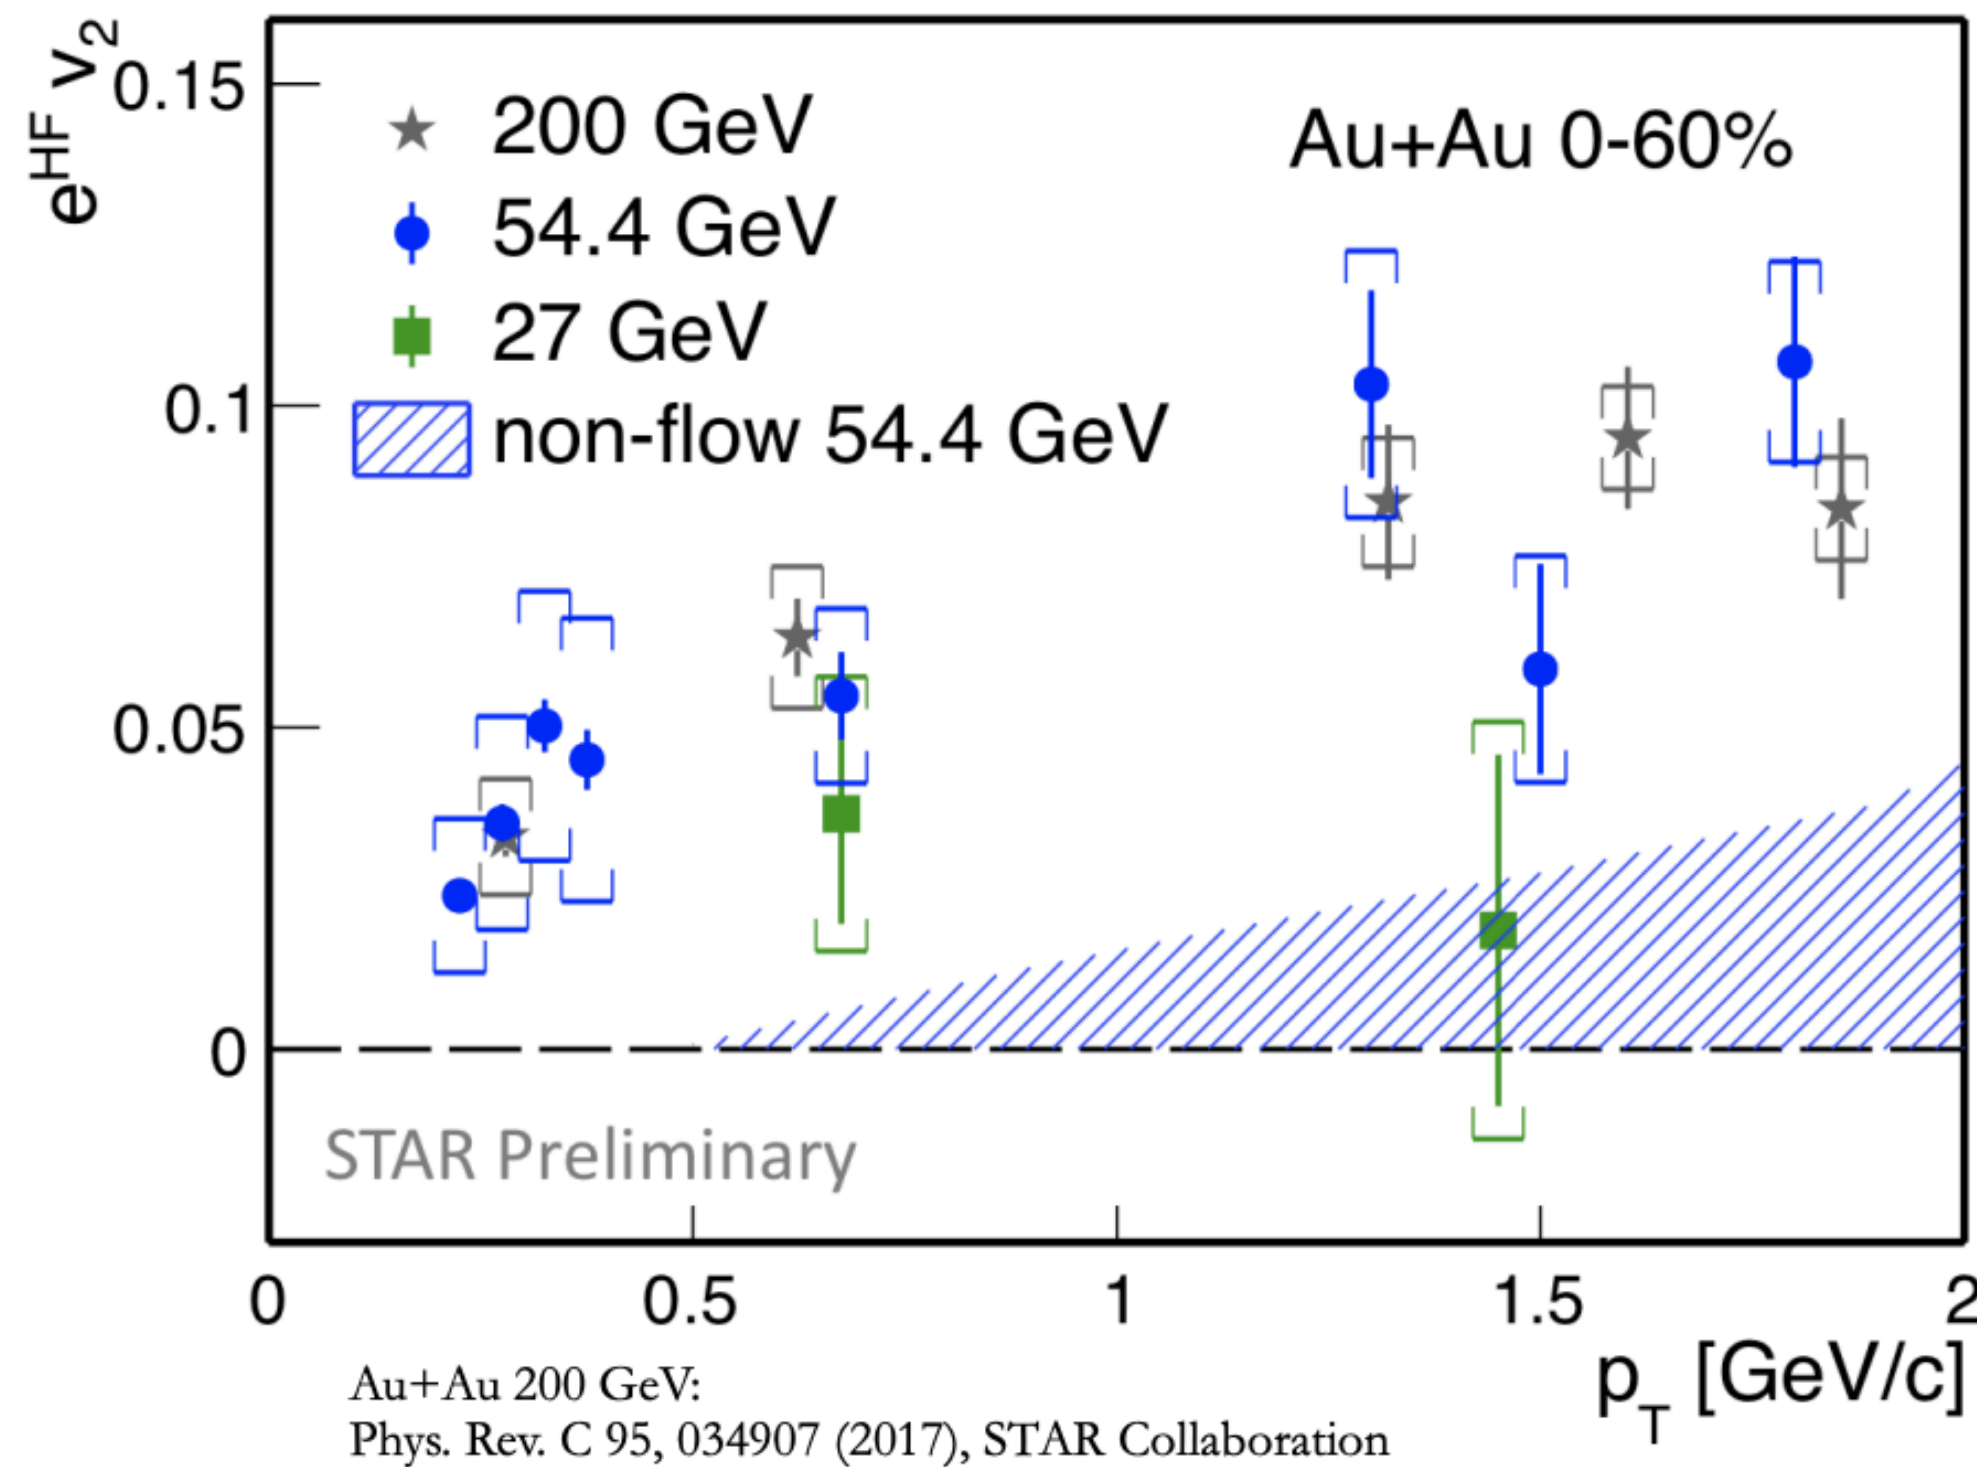 e^HF v_2
0.15
0.1
0.05
0
200 GeV
54.4 GeV
27 GeV
non-flow 54.4 GeV
Au+Au 0-60%
STAR Preliminary
0 0.5 1 1.5 2
p_T [GeV/c]
Au+Au 200 GeV:
Phys. Rev. C 95, 034907 (2017), STAR Collaboration